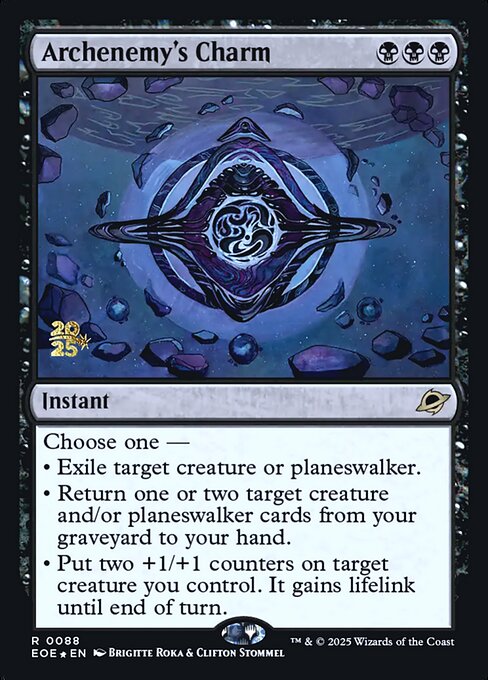 Archenemy's Charm
20
25
Instant
Choose one —
• Exile target creature or planeswalker.
• Return one or two target creature
and/or planeswalker cards from your
graveyard to your hand.
• Put two +1/+1 counters on target
creature you control. It gains lifelink
until end of turn.
R 0088
EOE★EN BRIGITTE ROKA & CLIFTON STOMMEL
™ & © 2025 Wizards of the Coast